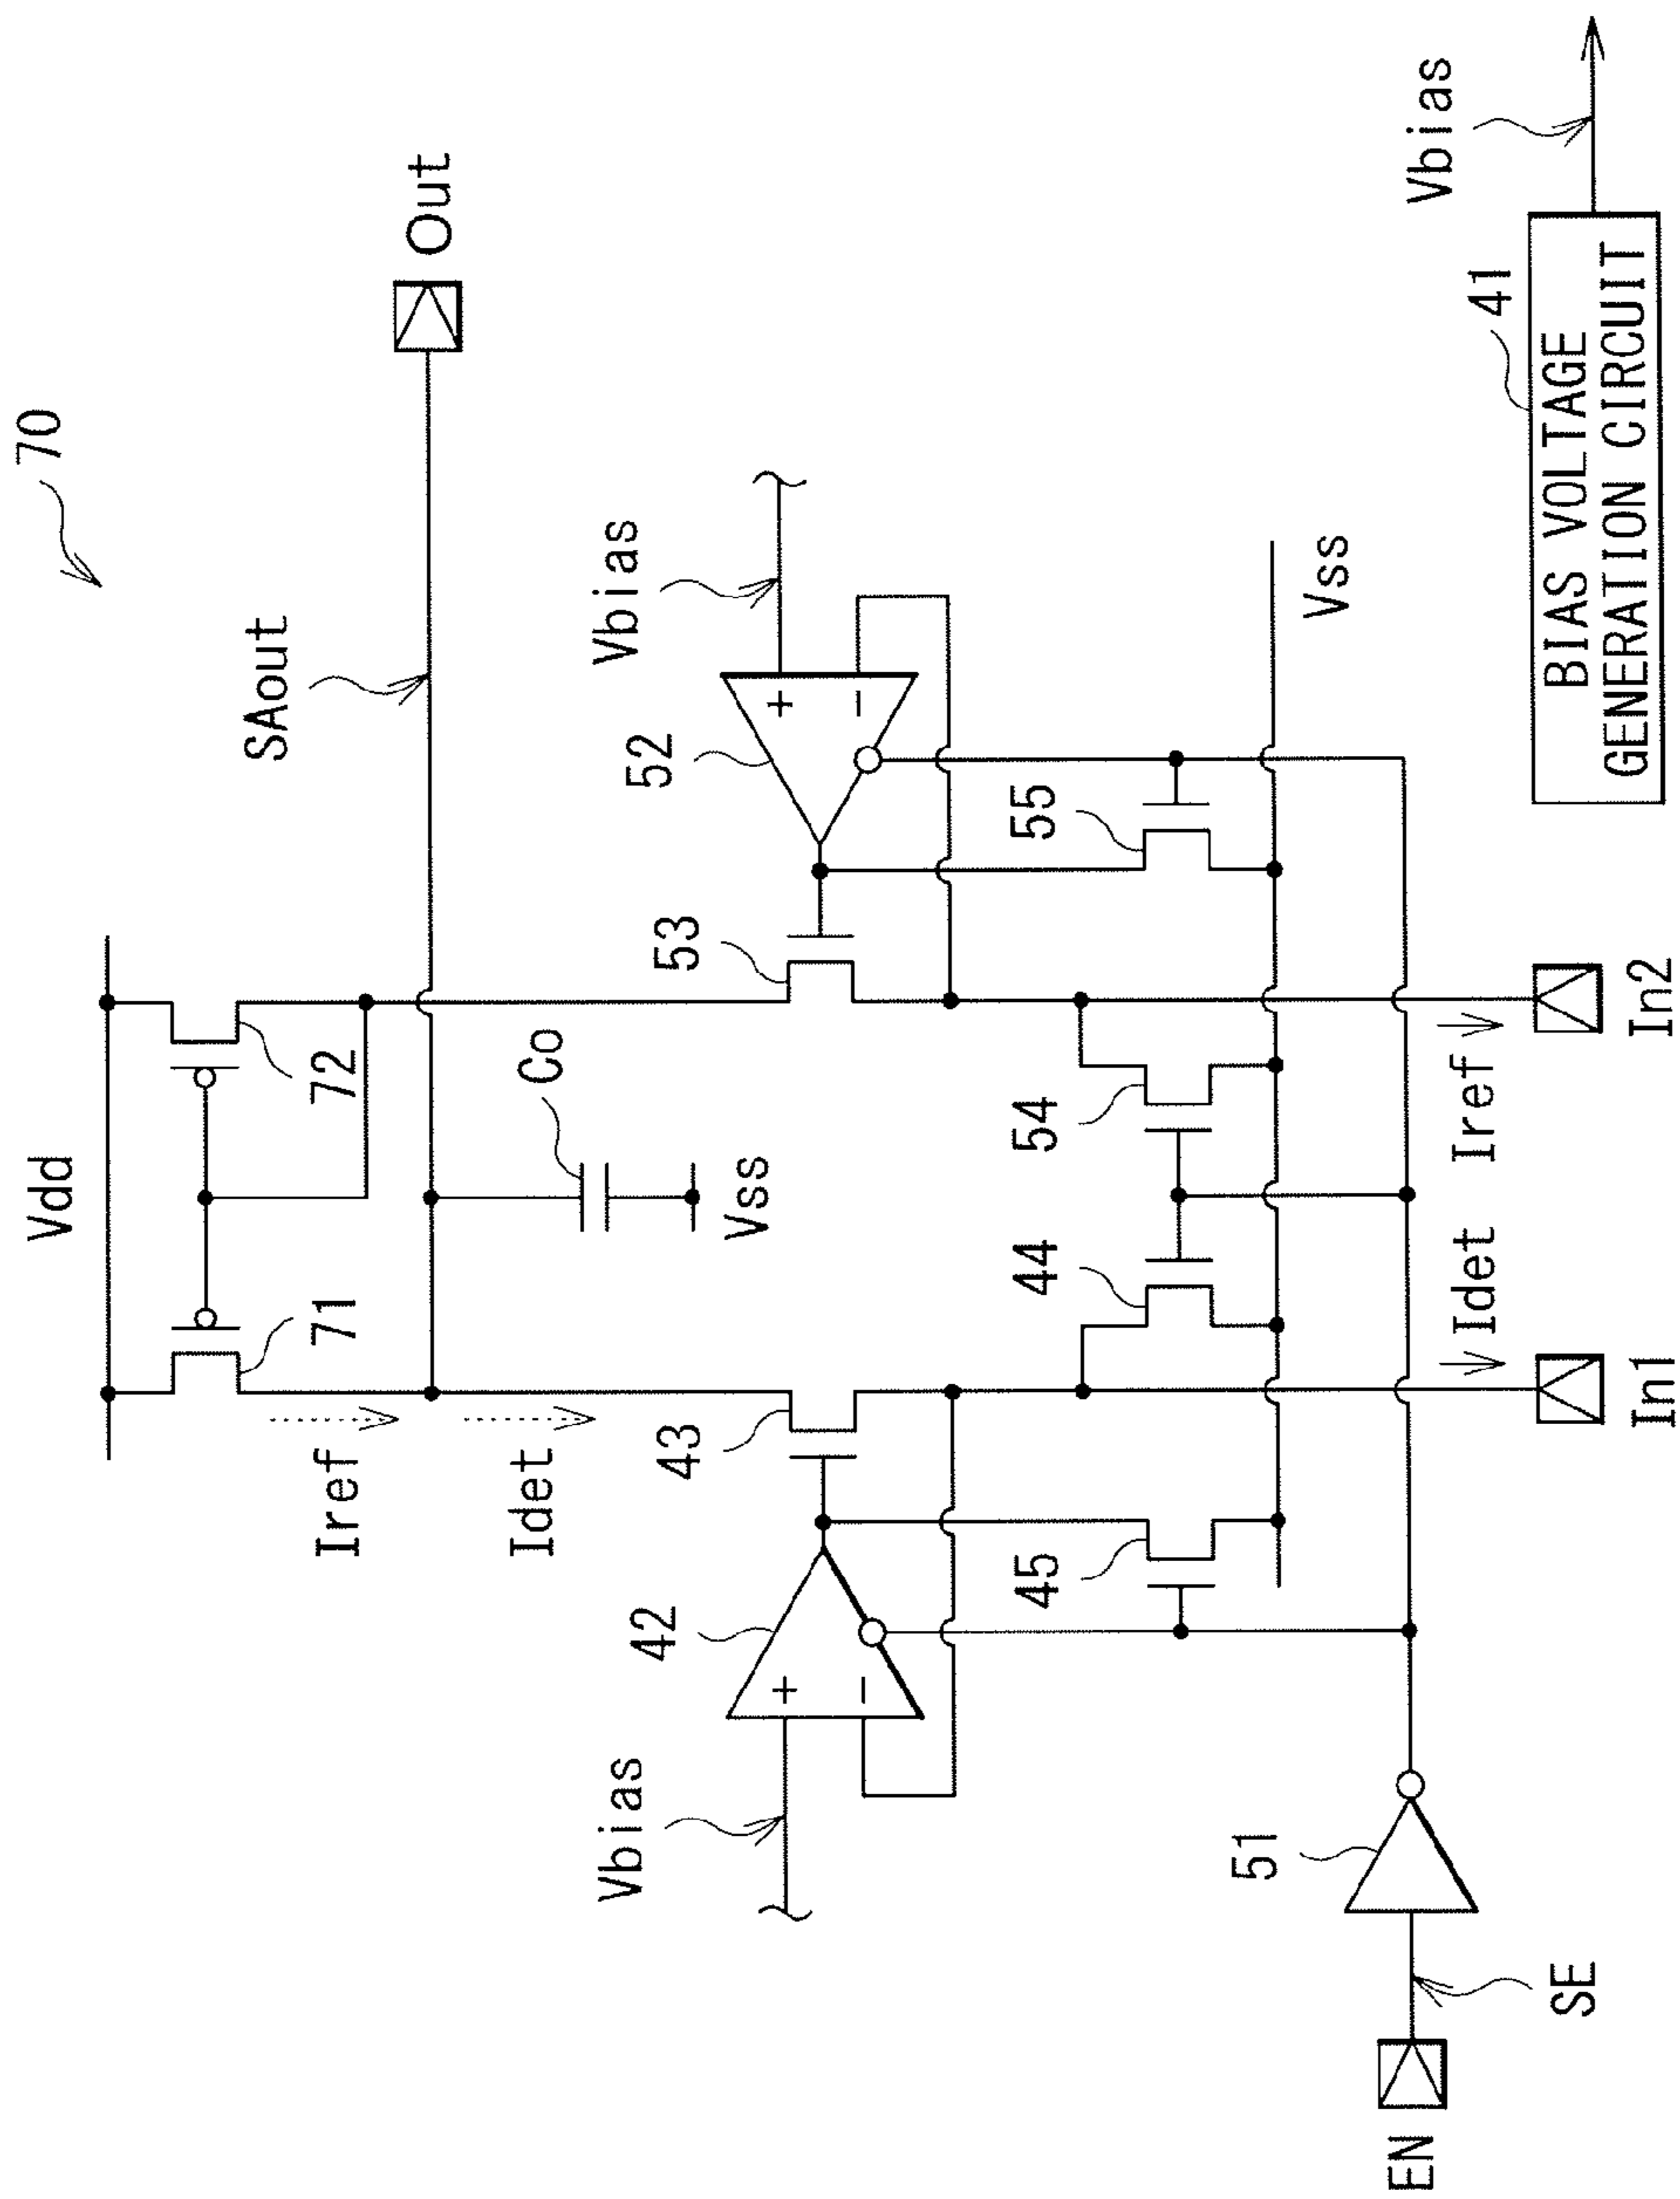 70
Vdd
71
72
Iref
SAout
Out
Idet
Co
Vss
Vbias
42
43
53
52
Vbias
45
44
54
55
Vss
51
Idet
Iref
EN
SE
In1
In2
41
BIAS VOLTAGE
GENERATION CIRCUIT
Vbias
+
−
+
−